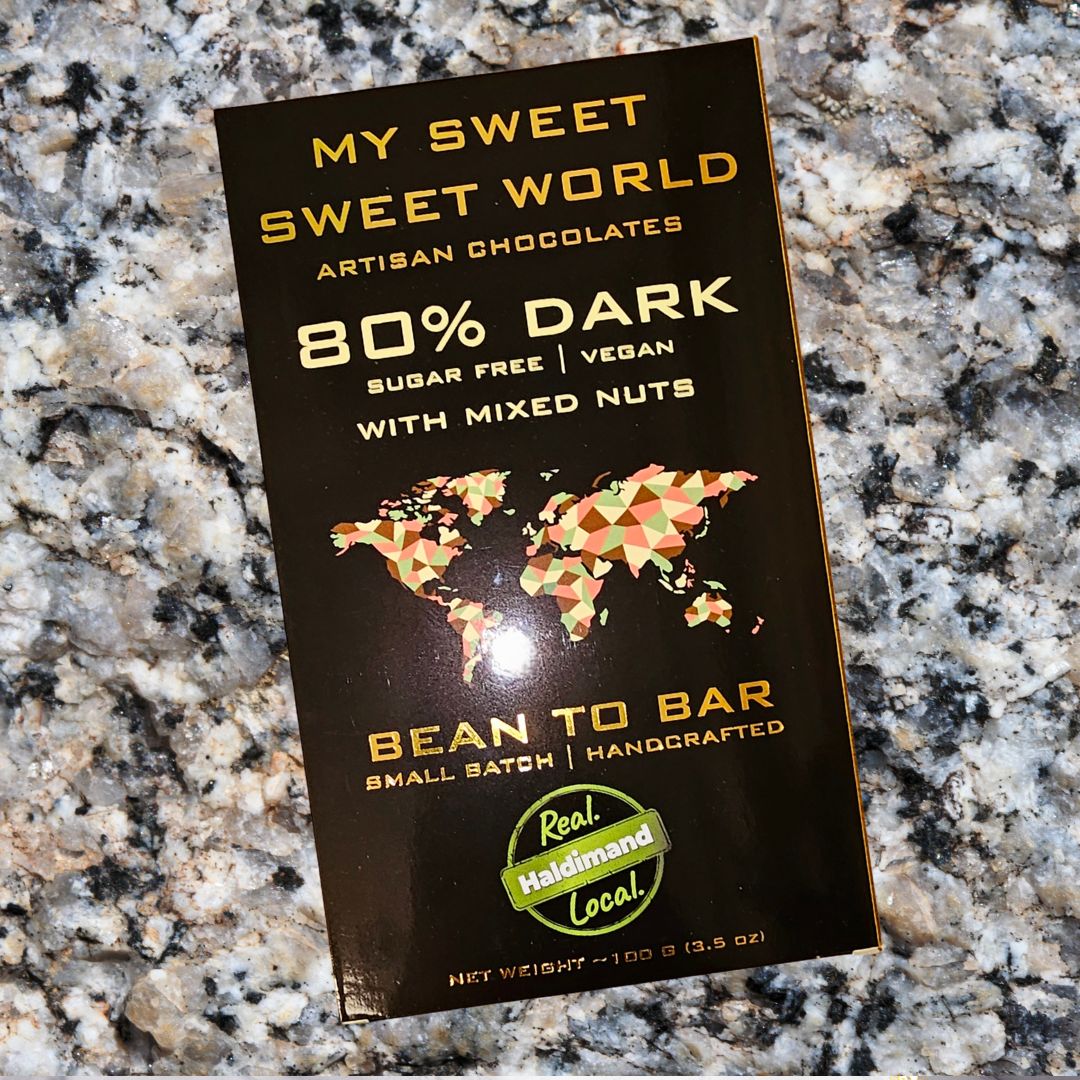 MY SWEET
SWEET WORLD
ARTISAN CHOCOLATES
80% DARK
SUGAR FREE | VEGAN
WITH MIXED NUTS
BEAN TO BAR
SMALL BATCH | HANDCRAFTED
Real.
Haldimand
Local.
NET WEIGHT ~100 G (3.5 OZ)